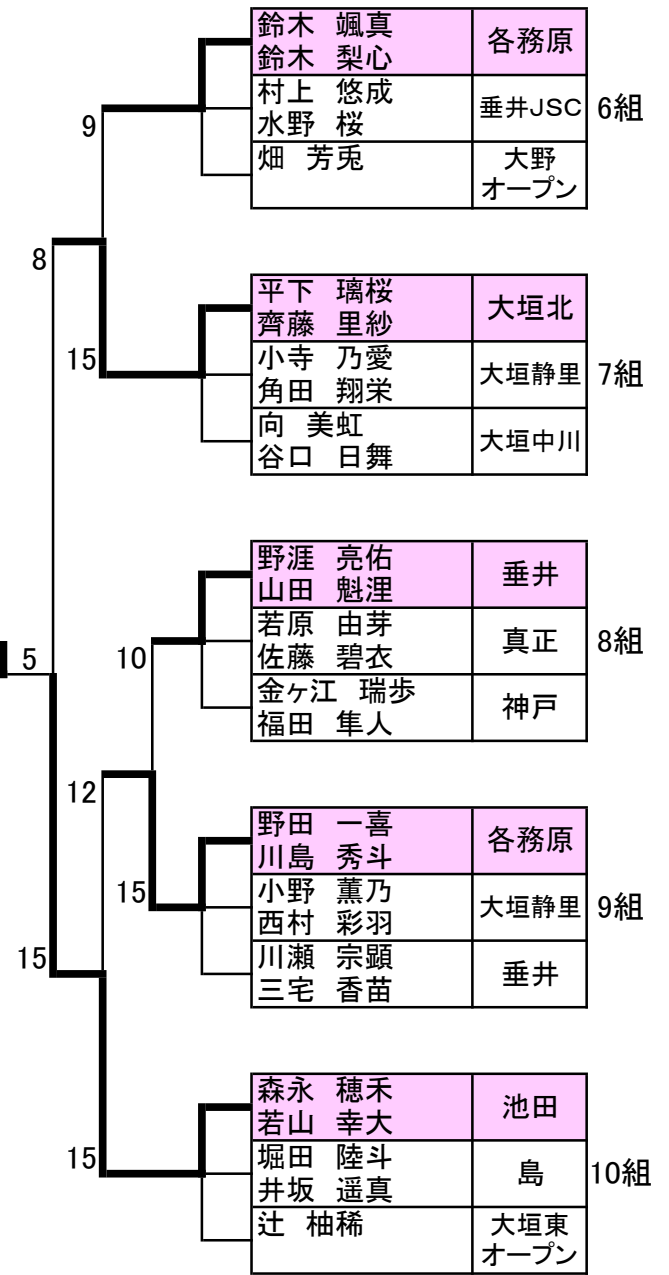 鈴木 颯真
鈴木 梨心
各務原
村上 悠成
水野 桜
垂井JSC
6組
畑 芳兎
大野
オープン
9
8
平下 璃桜
齊藤 里紗
大垣北
15
小寺 乃愛
角田 翔栄
大垣静里
7組
向 美虹
谷口 日舞
大垣中川
野涯 亮佑
山田 魁浬
垂井
若原 由芽
佐藤 碧衣
真正
8組
10
5
金ヶ江 瑞歩
福田 隼人
神戸
12
野田 一喜
川島 秀斗
各務原
15
小野 薫乃
西村 彩羽
大垣静里
9組
川瀬 宗顕
三宅 香苗
垂井
15
森永 穂禾
若山 幸大
池田
15
堀田 陸斗
井坂 遥真
島
10組
辻 柚稀
大垣東
オープン